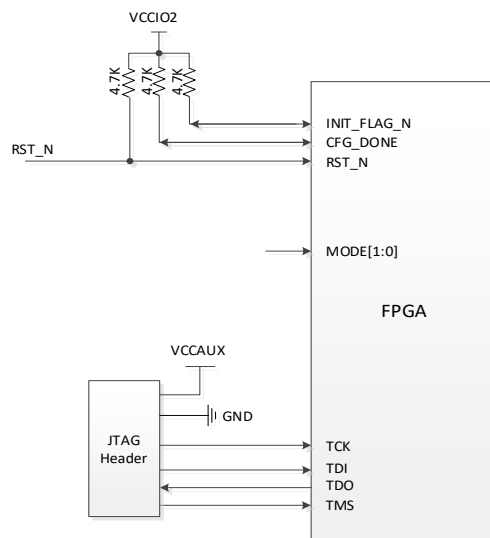 VCCIO2
4.7K
4.7K
4.7K
INIT_FLAG_N
CFG_DONE
RST_N
RST_N
MODE[1:0]
FPGA
VCCAUX
GND
JTAG
Header
TCK
TDI
TDO
TMS